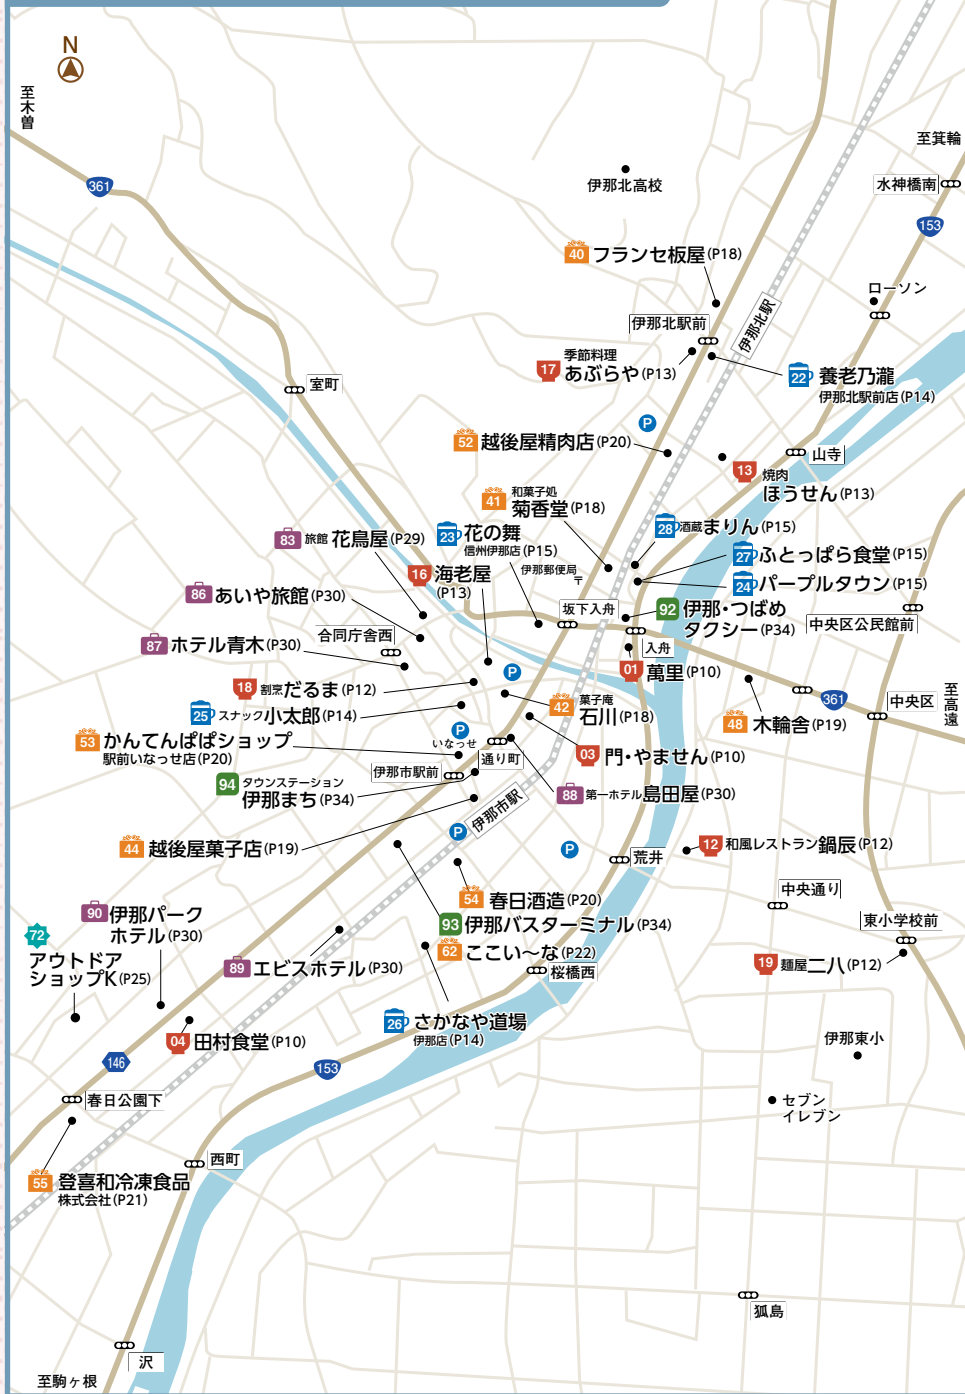 N
至木曽
361
伊那北高校
至箕輪
水神橋南
153
40 フランセ板屋(P18)
ローソン
伊那北駅前
伊那北駅
季節料理
17 あぶらや(P13)
22 養老乃瀧
伊那北駅前店(P14)
室町
P
52 越後屋精肉店(P20)
山寺
13 焼肉
ほうせん(P13)
和菓子処
41 菊香堂(P18)
28 酒蔵 まりん(P15)
83 旅館 花鳥屋(P29)
23 花の舞
信州伊那店(P15)
27 ふとっぱら食堂(P15)
伊那郵便局
〒
16 海老屋
(P13)
24 パープルタウン(P15)
86 あいや旅館(P30)
坂下入舟
92 伊那・つばめ
タクシー(P34)
中央区公民館前
合同庁舎西
87 ホテル青木(P30)
入舟
01 萬里(P10)
P
18 割烹 だるま(P12)
361
中央区
至高遠
菓子庵
42 石川(P18)
25 スナック 小太郎(P14)
48 木輪舎(P19)
P
いなっせ
53 かんてんぱぱショップ
駅前いなっせ店(P20)
通り町
03 門・やません(P10)
伊那市駅前
94 タウンステーション
伊那まち(P34)
88 第一ホテル 島田屋(P30)
伊那市駅
P
P
44 越後屋菓子店(P19)
荒井
12 和風レストラン 鍋辰(P12)
中央通り
54 春日酒造(P20)
90 伊那パーク
ホテル(P30)
93 伊那バスターミナル(P34)
東小学校前
72
アウトドア
ショップK(P25)
62 ここい〜な(P22)
89 エビスホテル(P30)
桜橋西
19 麺屋 二八(P12)
26 さかなや道場
伊那店(P14)
04 田村食堂(P10)
伊那東小
146
153
春日公園下
セブン
イレブン
西町
55 登喜和冷凍食品
株式会社(P21)
狐島
沢
至駒ヶ根